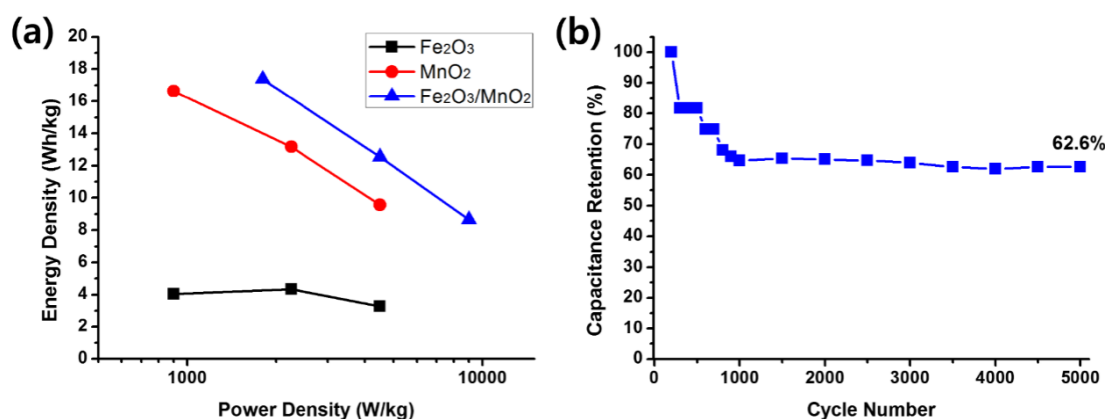 (a)
20
18
16
14
12
10
8
6
4
2
0
Energy Density (Wh/kg)
Fe₂O₃
MnO₂
Fe₂O₃/MnO₂
1000 10000
Power Density (W/kg)
(b)
100
90
80
70
60
50
40
30
20
10
0
Capacitance Retention (%)
62.6%
0 1000 2000 3000 4000 5000
Cycle Number